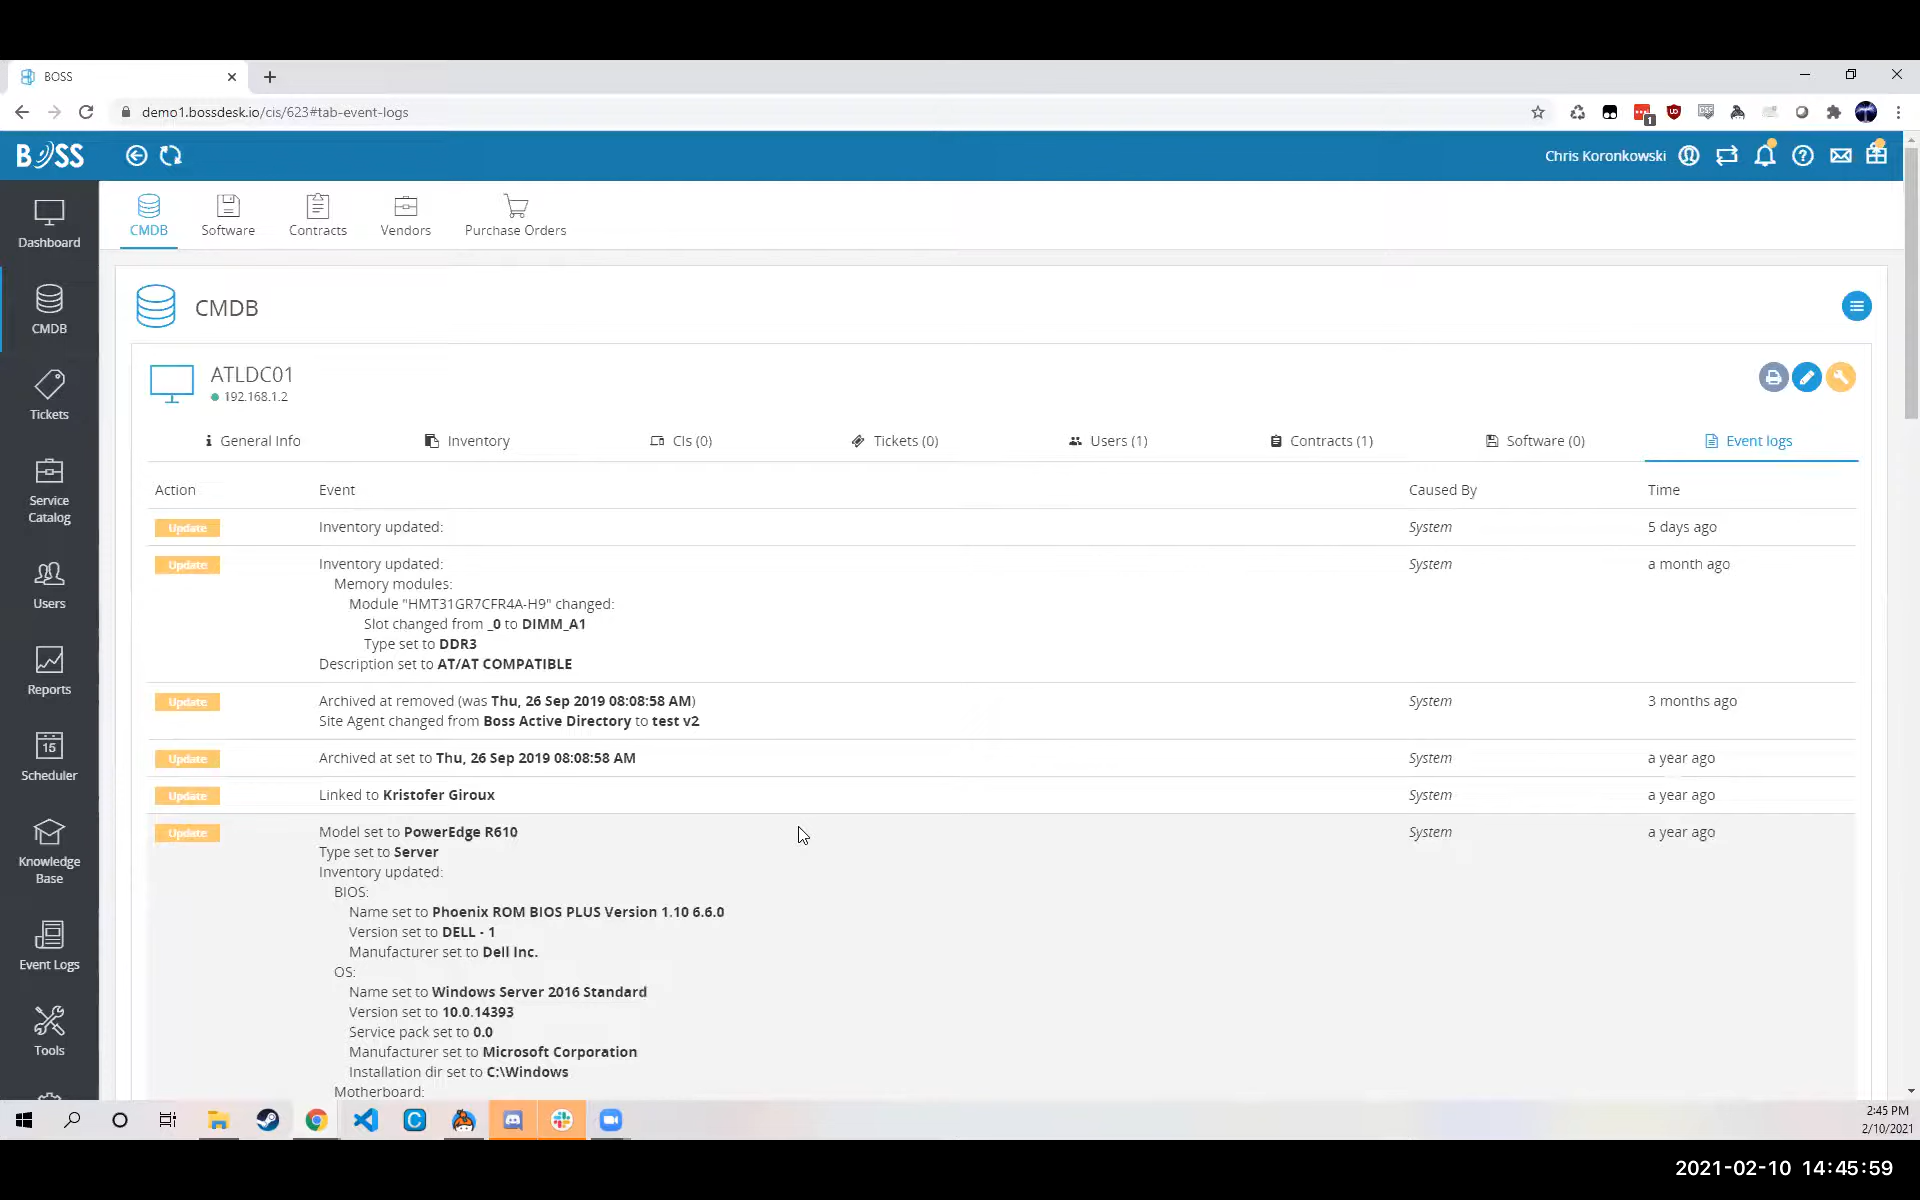 BOSS
demo1.bossdesk.io/cis/623#tab-event-logs
1
BOSS
Chris Koronkowski
Dashboard
CMDB
Tickets
Service
Catalog
Users
Reports
15
Scheduler
Knowledge
Base
Event Logs
Tools
CMDB
Software
Contracts
Vendors
Purchase Orders
CMDB
ATLDC01
192.168.1.2
General Info
Inventory
CIs (0)
Tickets (0)
Users (1)
Contracts (1)
Software (0)
Event logs
Action Event Caused By Time
Update Inventory updated: System 5 days ago
Update Inventory updated: System a month ago
Memory modules:
Module "HMT31GR7CFR4A-H9" changed:
Slot changed from _0 to DIMM_A1
Type set to DDR3
Description set to AT/AT COMPATIBLE
Update Archived at removed (was Thu, 26 Sep 2019 08:08:58 AM) System 3 months ago
Site Agent changed from Boss Active Directory to test v2
Update Archived at set to Thu, 26 Sep 2019 08:08:58 AM System a year ago
Update Linked to Kristofer Giroux System a year ago
Update Model set to PowerEdge R610 System a year ago
Type set to Server
Inventory updated:
BIOS:
Name set to Phoenix ROM BIOS PLUS Version 1.10 6.6.0
Version set to DELL - 1
Manufacturer set to Dell Inc.
OS:
Name set to Windows Server 2016 Standard
Version set to 10.0.14393
Service pack set to 0.0
Manufacturer set to Microsoft Corporation
Installation dir set to C:\Windows
Motherboard:
2:45 PM
2/10/2021
2021-02-10 14:45:59